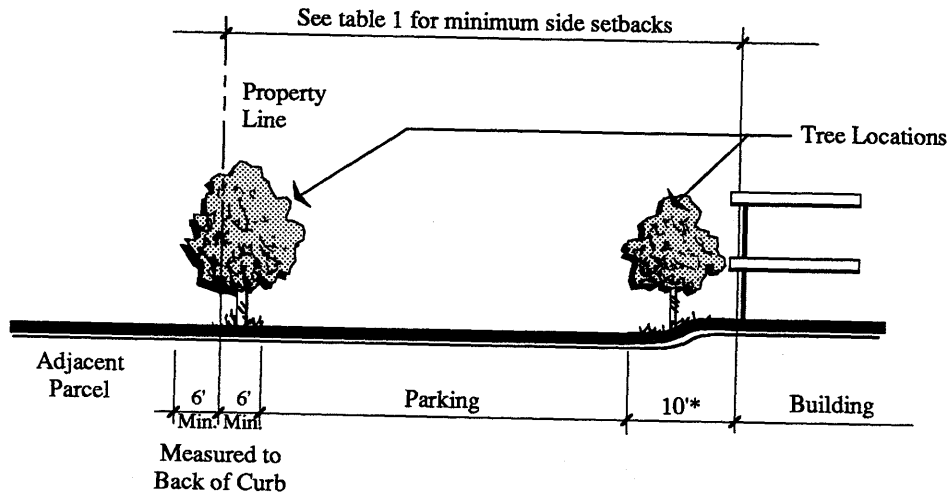 See table 1 for minimum side setbacks
Property
Line
Tree Locations
Adjacent
Parcel
6' 6'
Min. Min.
Parking
10'*
Building
Measured to
Back of Curb